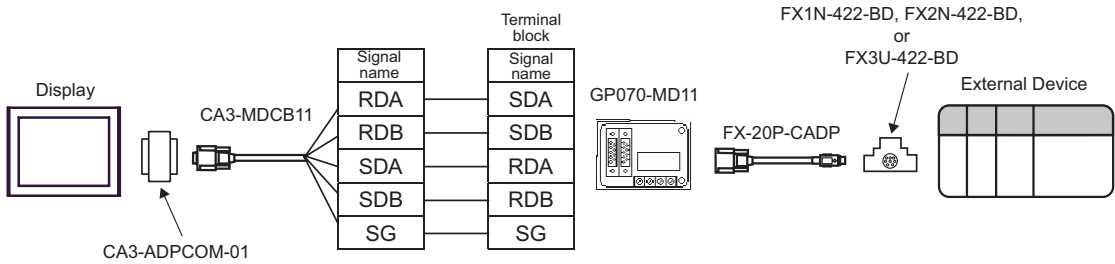 FX1N-422-BD, FX2N-422-BD,
or
FX3U-422-BD
Terminal
block
Signal
name
Signal
name
Display
CA3-MDCB11
GP070-MD11
FX-20P-CADP
External Device
RDA
SDA
RDB
SDB
SDA
RDA
SDB
RDB
SG
SG
CA3-ADPCOM-01